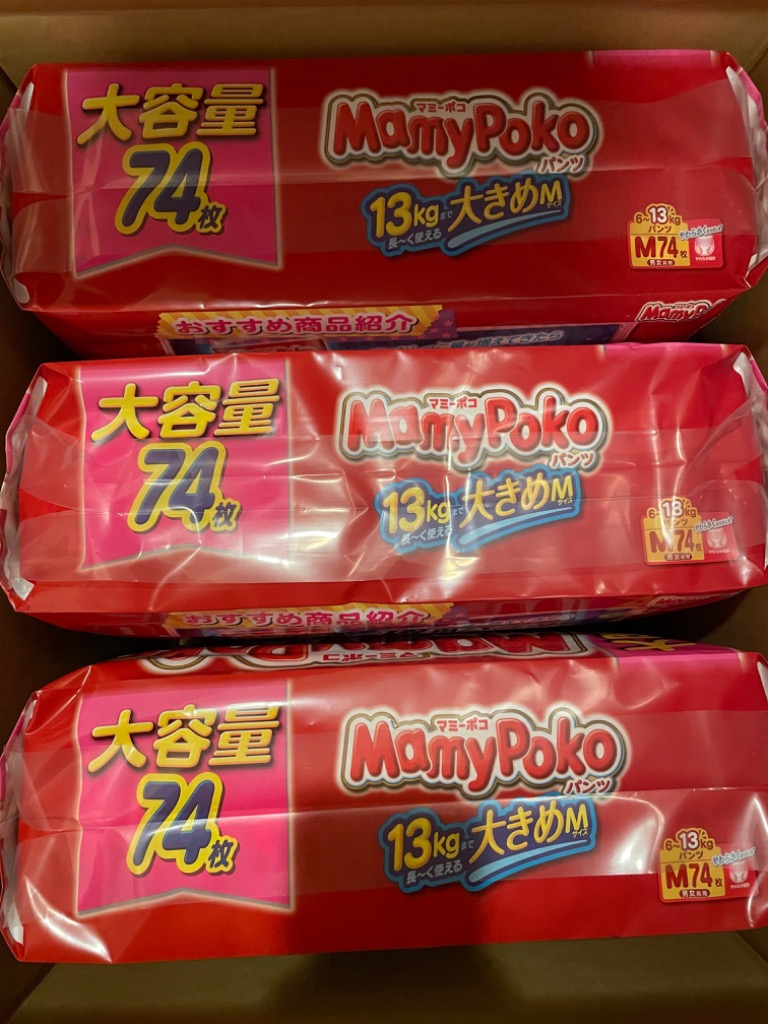 大容量
74枚
マミーポコ
MamyPoko
パンツ
13kgまで
長〜く使える
大きめM
サイズ
6~13kg
パンツ
M74枚
男女共用
おすすめ商品紹介
大容量
74枚
マミーポコ
MamyPoko
パンツ
13kgまで
長〜く使える
大きめM
サイズ
6~13kg
パンツ
M74枚
男女共用
おすすめ商品紹介
マミーポコ
大容量
74枚
マミーポコ
MamyPoko
パンツ
13kgまで
長〜く使える
大きめM
サイズ
6~13kg
パンツ
M74枚
男女共用